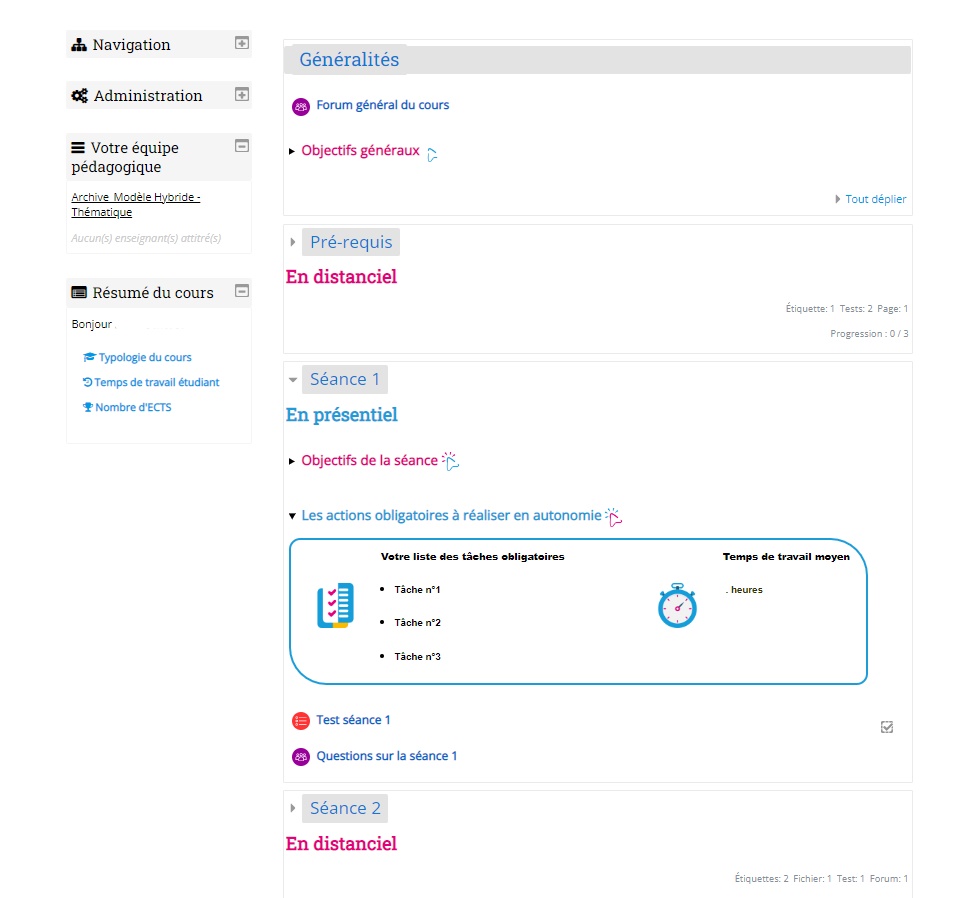 Navigation
Administration
Votre équipe
pédagogique
Archive Modèle Hybride -
Thématique
Aucun(s) enseignant(s) attitré(s)
Résumé du cours
Bonjour
Typologie du cours
Temps de travail étudiant
Nombre d'ECTS
Généralités
Forum général du cours
Objectifs généraux
Tout déplier
Pré-requis
En distanciel
Étiquette: 1 Tests: 2 Page: 1
Progression : 0 / 3
Séance 1
En présentiel
Objectifs de la séance
Les actions obligatoires à réaliser en autonomie
Votre liste des tâches obligatoires
Temps de travail moyen
Tâche n°1
. heures
Tâche n°2
Tâche n°3
Test séance 1
Questions sur la séance 1
Séance 2
En distanciel
Étiquettes: 2 Fichier: 1 Test: 1 Forum: 1